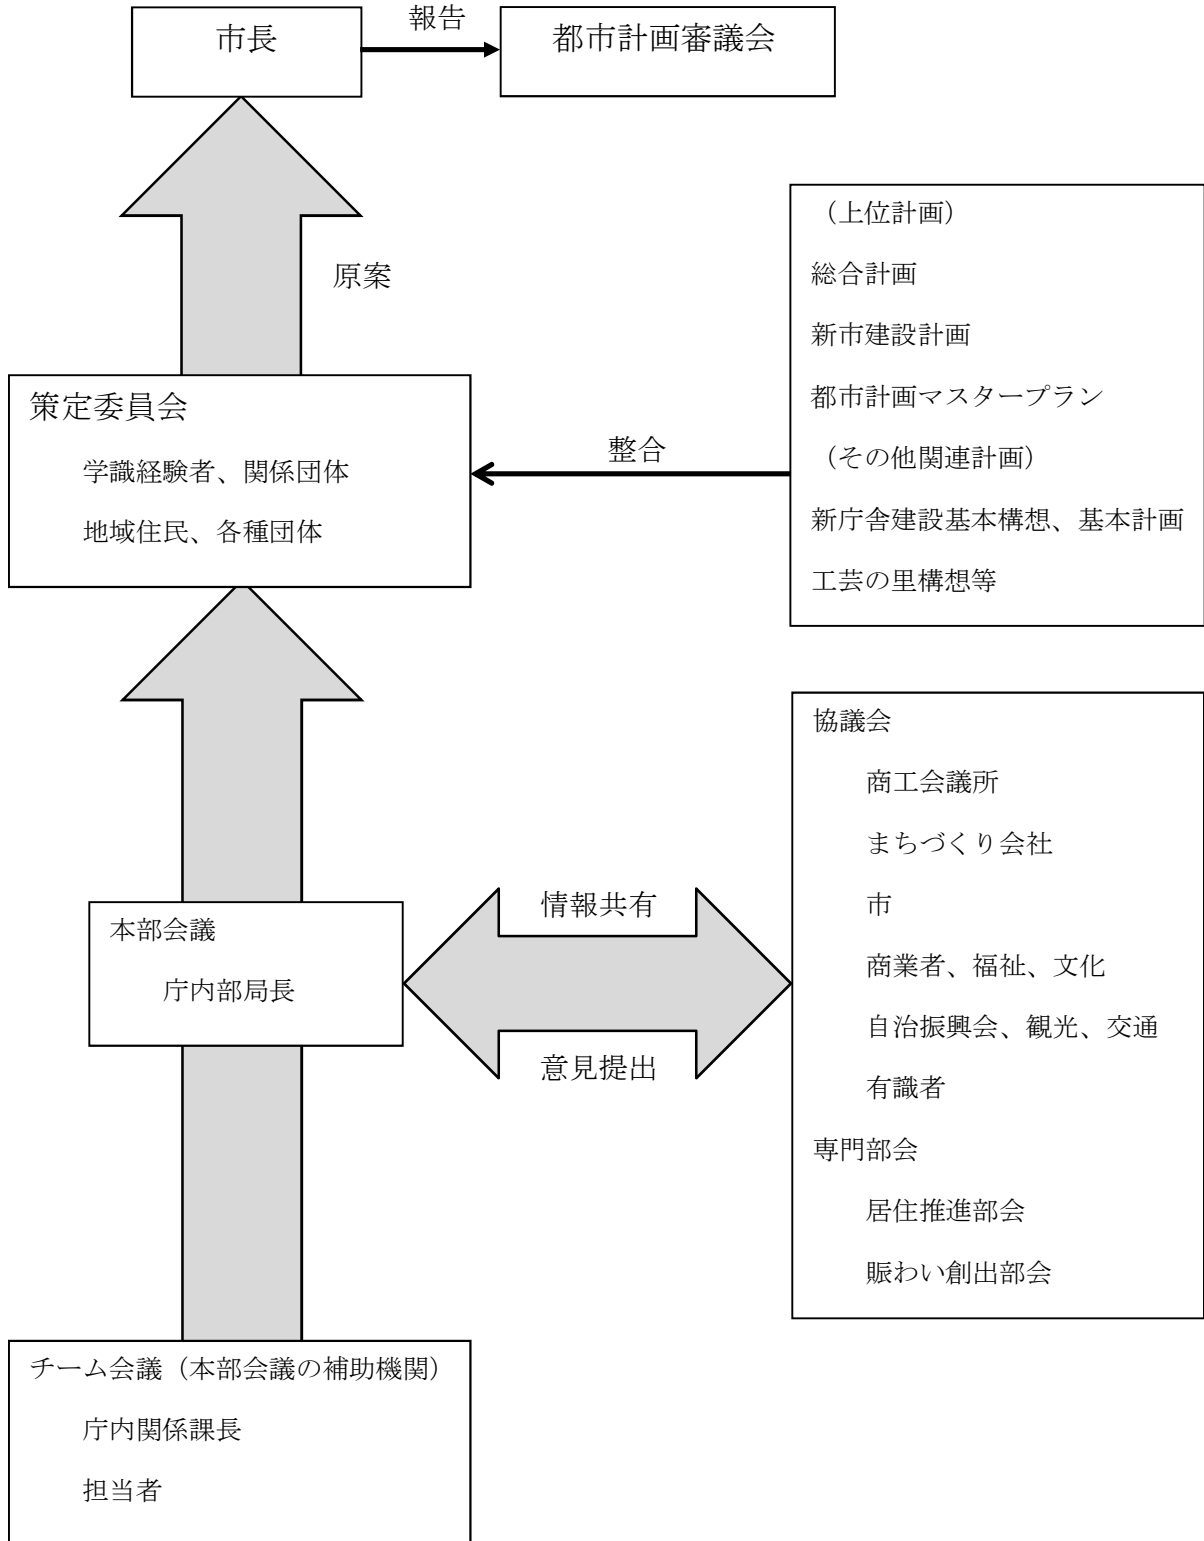 市長
報告
都市計画審議会
原案
（上位計画）
総合計画
新市建設計画
都市計画マスタープラン
（その他関連計画）
新庁舎建設基本構想、基本計画
工芸の里構想等
策定委員会
学識経験者、関係団体
地域住民、各種団体
整合
協議会
商工会議所
まちづくり会社
市
商業者、福祉、文化
自治振興会、観光、交通
有識者
専門部会
居住推進部会
賑わい創出部会
情報共有
意見提出
本部会議
庁内部局長
チーム会議（本部会議の補助機関）
庁内関係課長
担当者